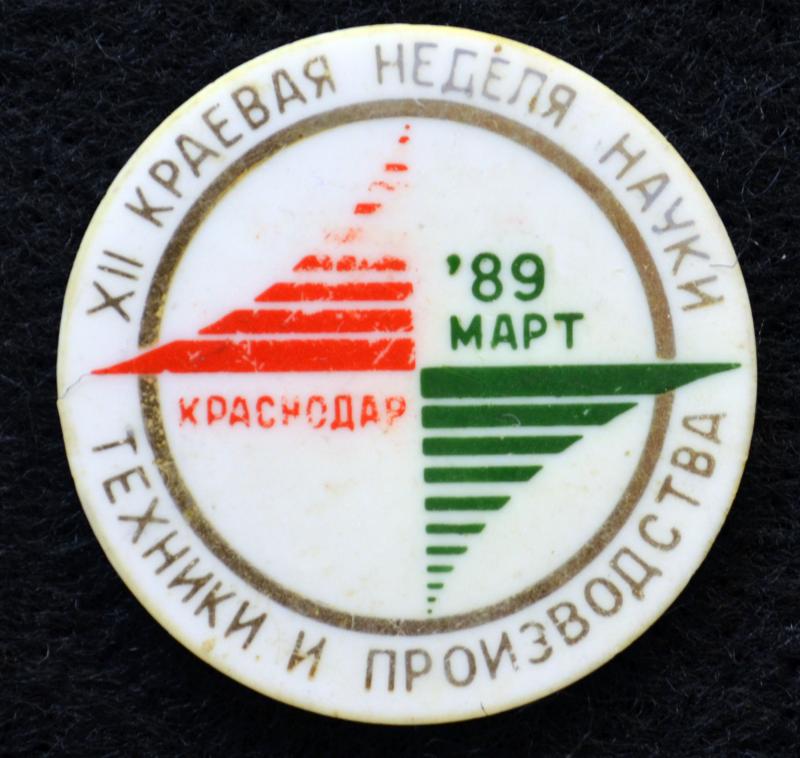 XII КРАЕВАЯ НЕДЕЛЯ НАУКИ
ТЕХНИКИ И ПРОИЗВОДСТВА
'89
МАРТ
КРАСНОДАР